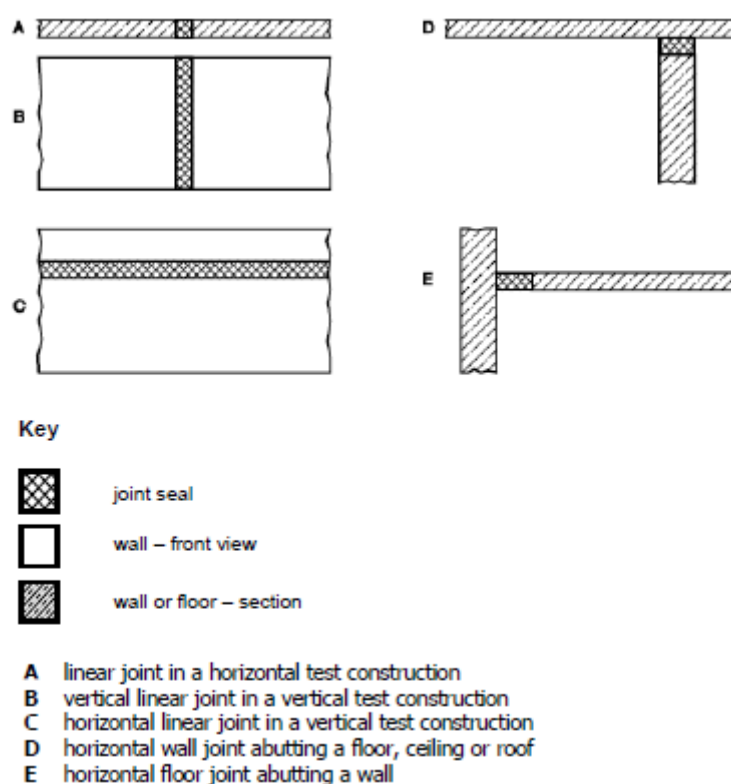 A
D
B
C
E
Key
joint seal
wall – front view
wall or floor – section
A linear joint in a horizontal test construction
B vertical linear joint in a vertical test construction
C horizontal linear joint in a vertical test construction
D horizontal wall joint abutting a floor, ceiling or roof
E horizontal floor joint abutting a wall